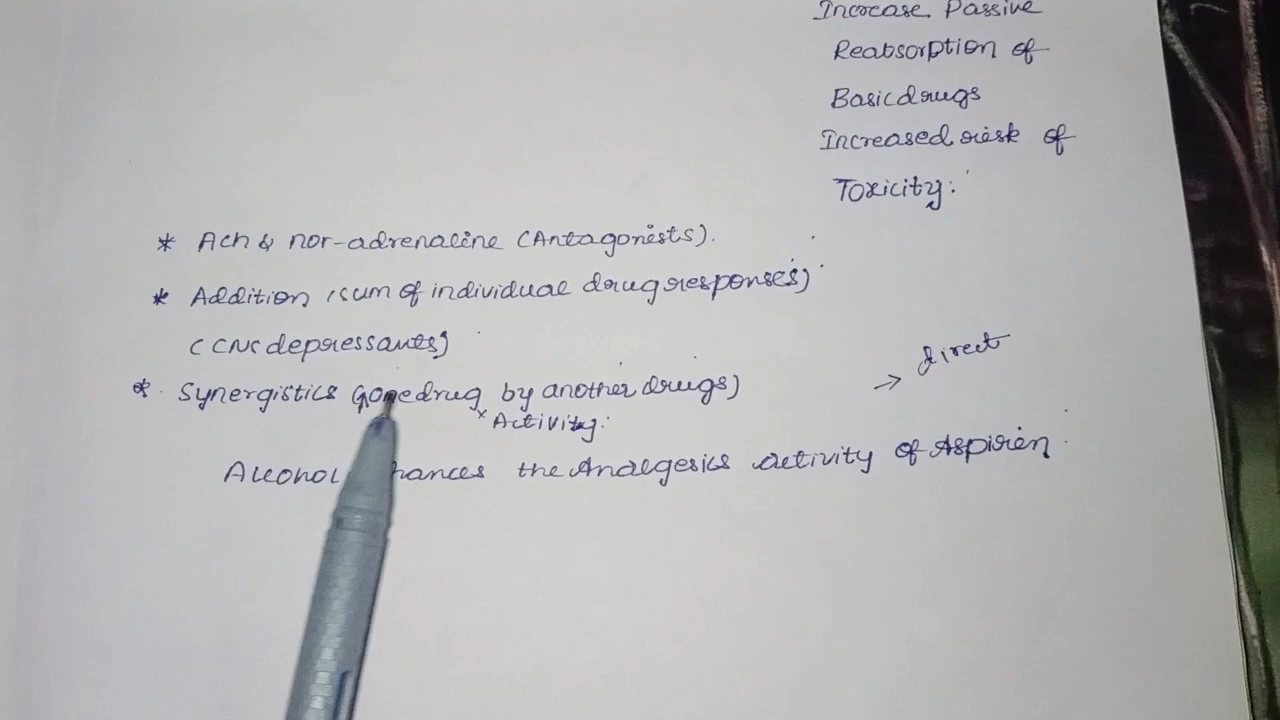 Increase Passive
Reabsorption of
Basic drugs
Increased risk of
Toxicity:
* Ach & nor-adrenaline (Antagonists).
* Addition (sum of individual drug responses)
(CNS depressants)
→ direct
* Synergistics (one drug by another drugs)
× Activity:
Alcohol the Analgesics activity of Aspirin.